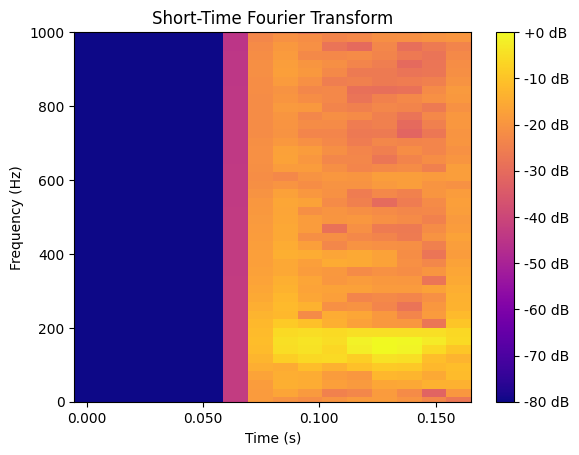 Short-Time Fourier Transform
1000
800
600
400
200
0
Frequency (Hz)
0.000
0.050
0.100
0.150
Time (s)
+0 dB
-10 dB
-20 dB
-30 dB
-40 dB
-50 dB
-60 dB
-70 dB
-80 dB